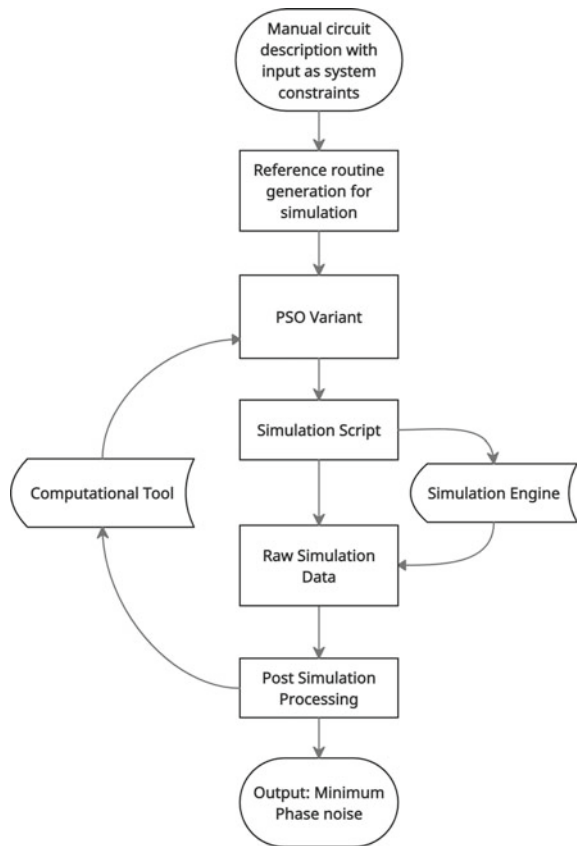 Manual circuit
description with
input as system
constraints
Reference routine
generation for
simulation
PSO Variant
Simulation Script
Computational Tool
Simulation Engine
Raw Simulation
Data
Post Simulation
Processing
Output: Minimum
Phase noise